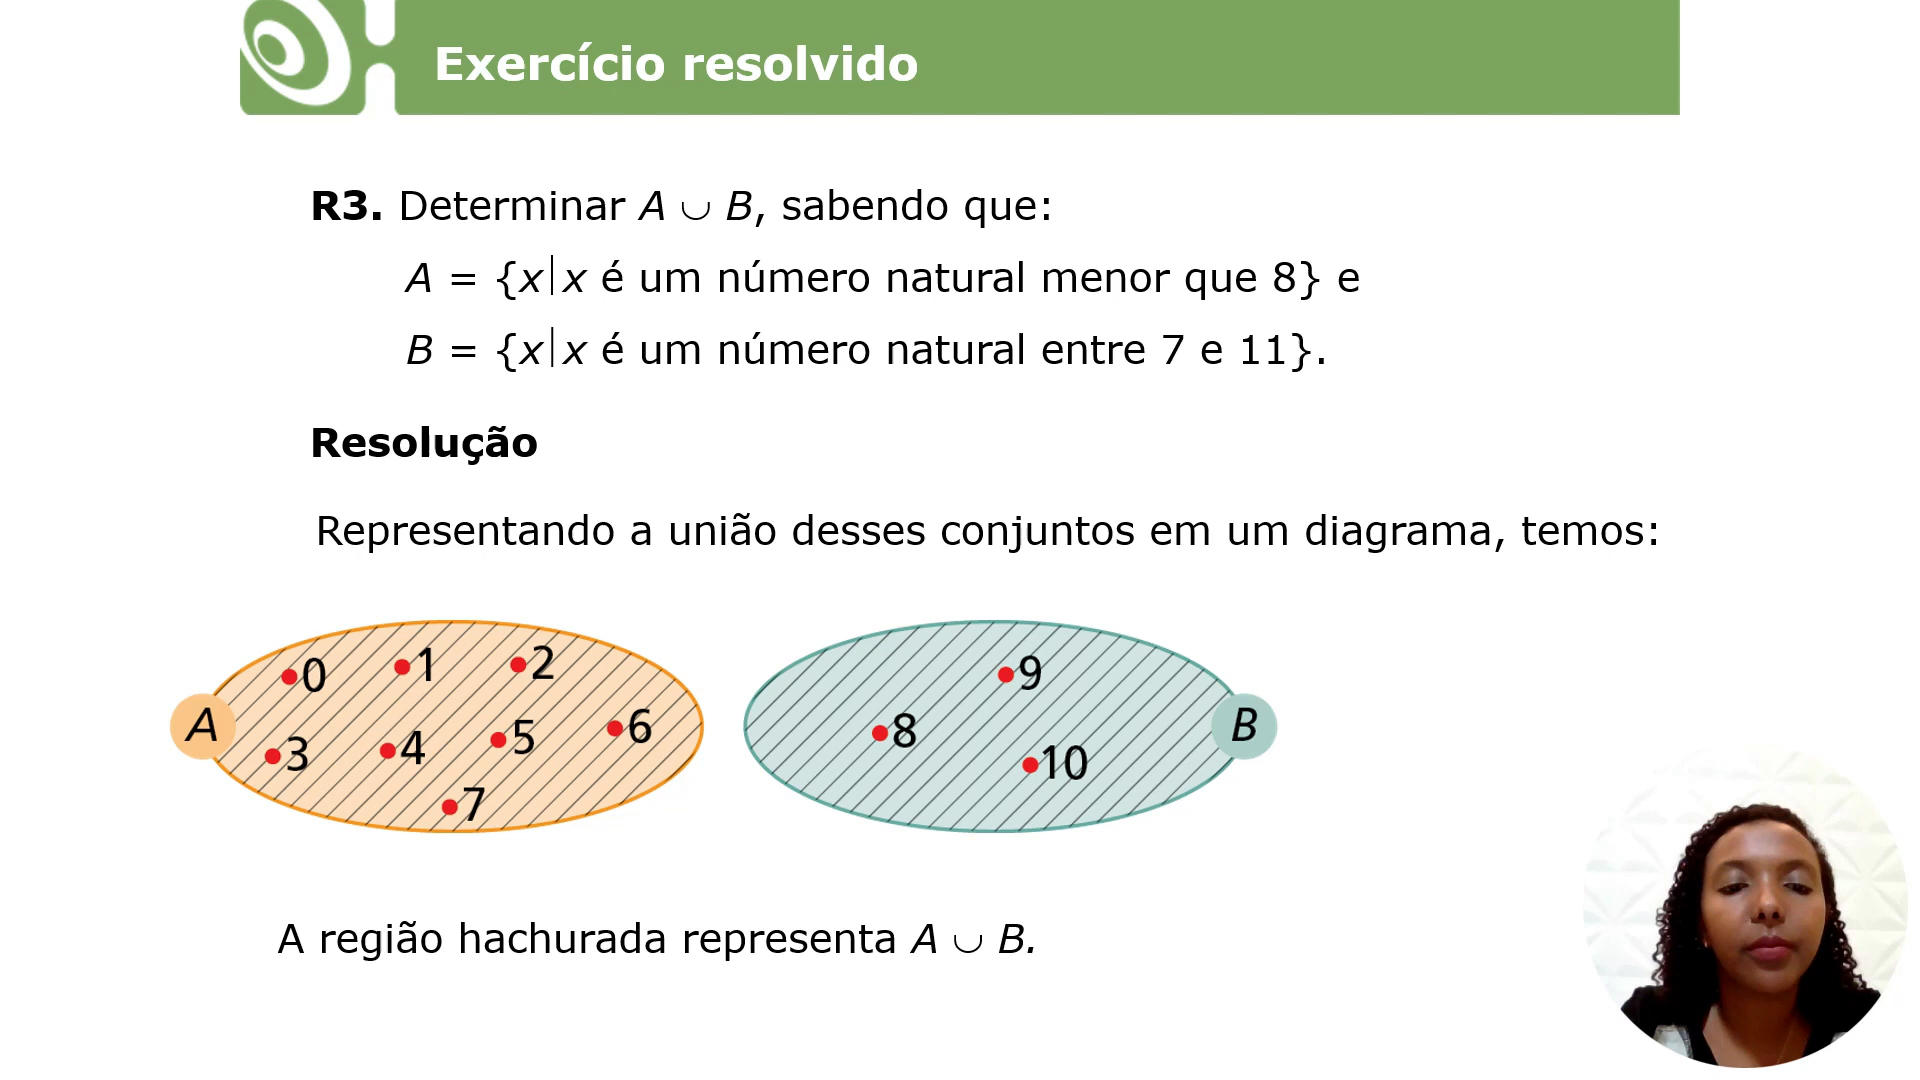 Exercício resolvido
R3. Determinar A ∪ B, sabendo que:
A = {x|x é um número natural menor que 8} e
B = {x|x é um número natural entre 7 e 11}.
Resolução
Representando a união desses conjuntos em um diagrama, temos:
0 1 2
A 3 4 5 6
7
9
8 B
10
A região hachurada representa A ∪ B.